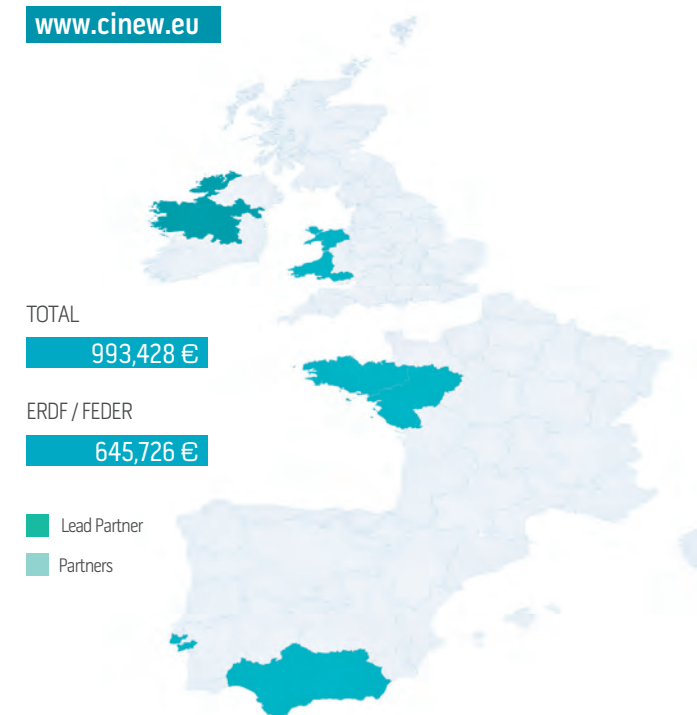 www.cinew.eu
TOTAL
993,428 €
ERDF / FEDER
645,726 €
Lead Partner
Partners